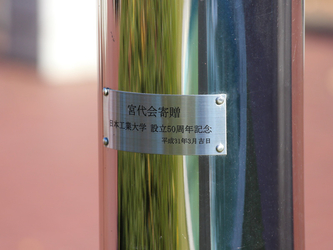 宮代会寄贈
日本工業大学 設立50周年記念
平成31年3月吉日